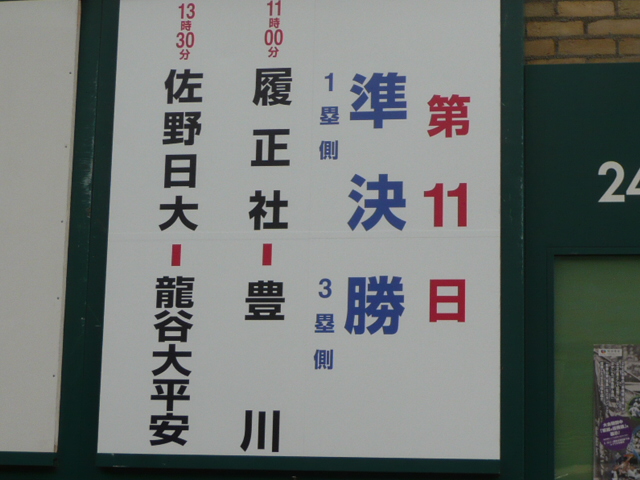 第11日
準決勝
1塁側 3塁側
11時00分 履正社-豊川
13時30分 佐野日大-龍谷大平安
24